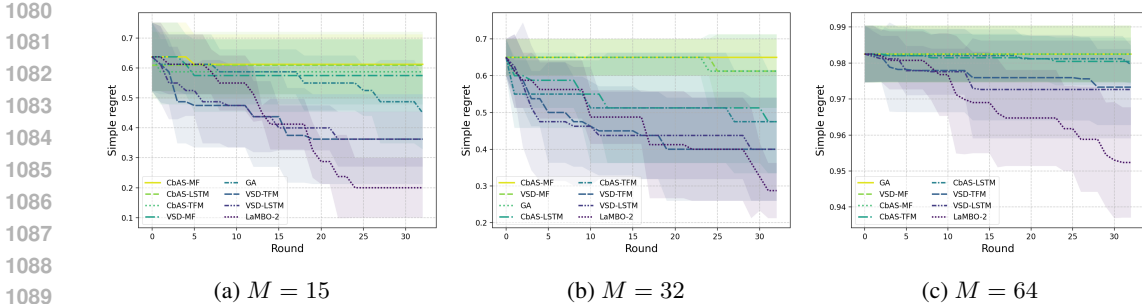 1080
1081
1082
1083
1084
1085
1086
1087
1088
1089
Simple regret
0.7
0.6
0.5
0.4
0.3
0.2
0.1
CbAS-MF
CbAS-LSTM
CbAS-TFM
VSD-MF
GA
VSD-TFM
VSD-LSTM
LaMBO-2
0 5 10 15 20 25 30
Round
(a) M = 15
Simple regret
0.7
0.6
0.5
0.4
0.3
0.2
CbAS-MF
VSD-MF
GA
CbAS-LSTM
CbAS-TFM
VSD-TFM
VSD-LSTM
LaMBO-2
0 5 10 15 20 25 30
Round
(b) M = 32
Simple regret
0.99
0.98
0.97
0.96
0.95
0.94
GA
VSD-MF
CbAS-MF
CbAS-TFM
CbAS-LSTM
VSD-TFM
VSD-LSTM
LaMBO-2
0 5 10 15 20 25 30
Round
(c) M = 64